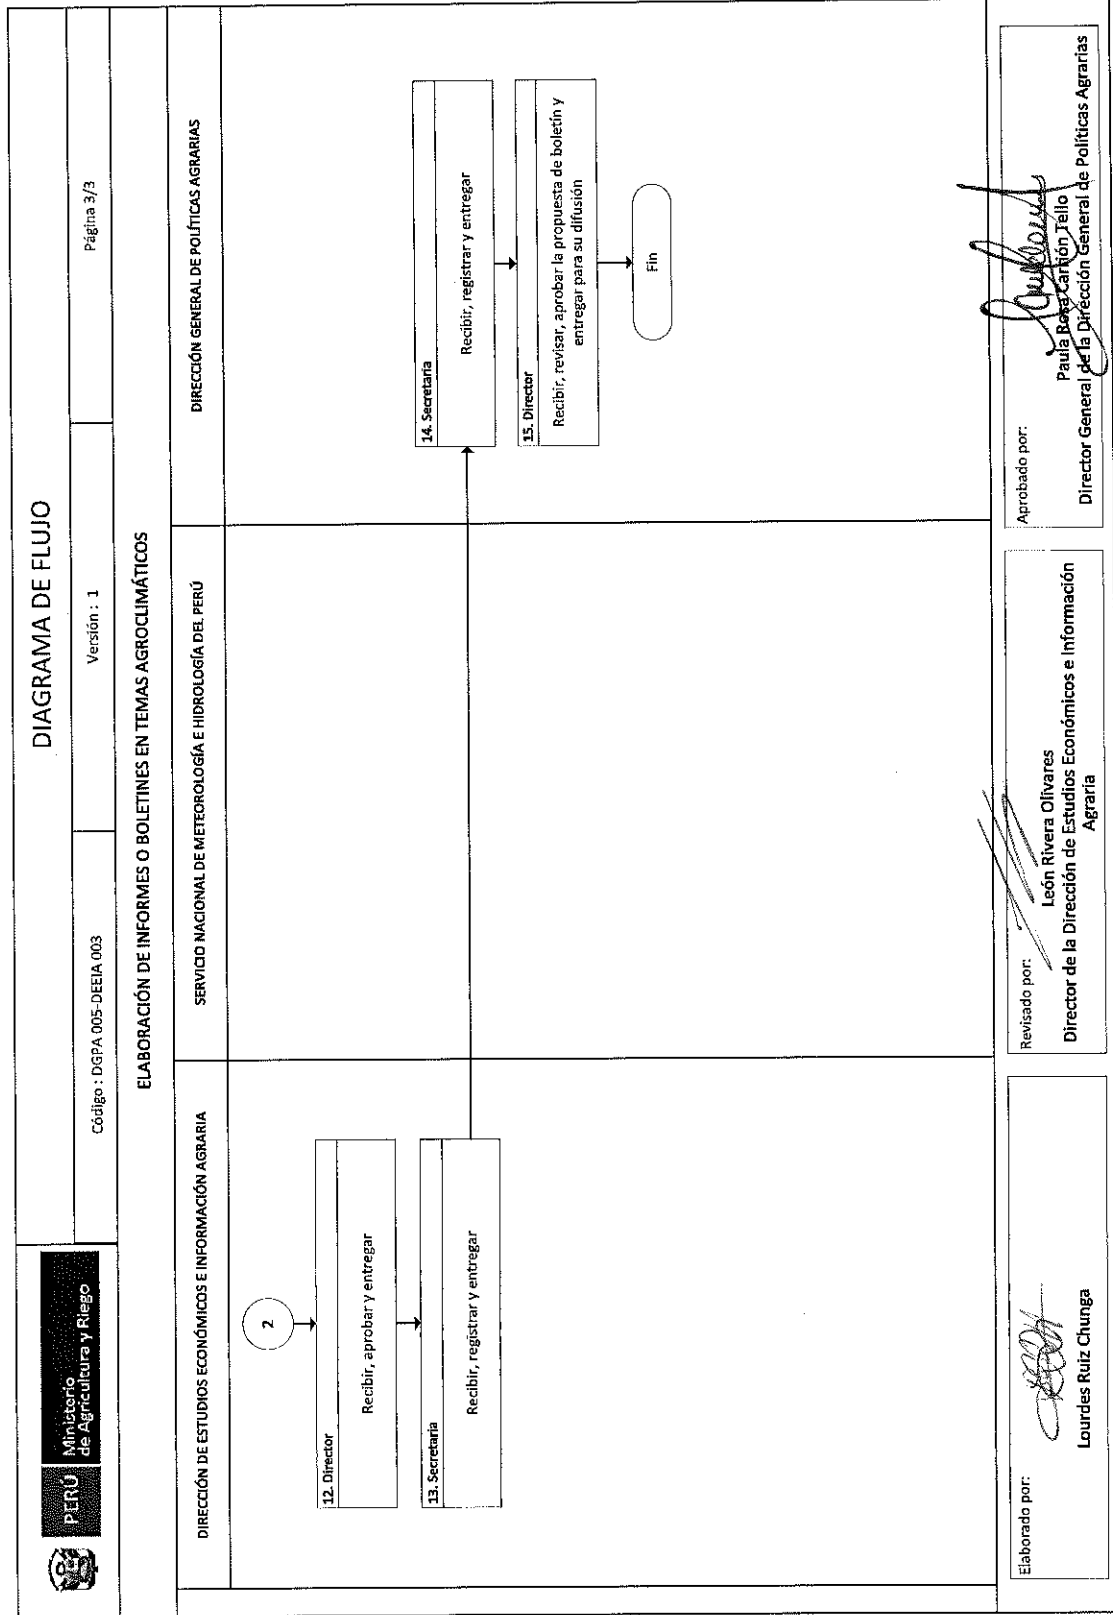 PERÚ
Ministerio
de Agricultura y Riego
DIAGRAMA DE FLUJO
Código : DGPA 005-DEEIA 003
Versión : 1
Página 3/3
ELABORACIÓN DE INFORMES O BOLETINES EN TEMAS AGROCLIMÁTICOS
DIRECCIÓN DE ESTUDIOS ECONÓMICOS E INFORMACIÓN AGRARIA
SERVICIO NACIONAL DE METEOROLOGÍA E HIDROLOGÍA DEL PERÚ
DIRECCIÓN GENERAL DE POLÍTICAS AGRARIAS
2
12. Director
Recibir, aprobar y entregar
13. Secretaria
Recibir, registrar y entregar
14. Secretaria
Recibir, registrar y entregar
15. Director
Recibir, revisar, aprobar la propuesta de boletín y
entregar para su difusión
Fin
Elaborado por:
Lourdes Ruiz Chunga
Revisado por:
León Rivera Olivares
Director de la Dirección de Estudios Económicos e Información
Agraria
Aprobado por:
Paula Rosa Carrión Tello
Director General de la Dirección General de Políticas Agrarias